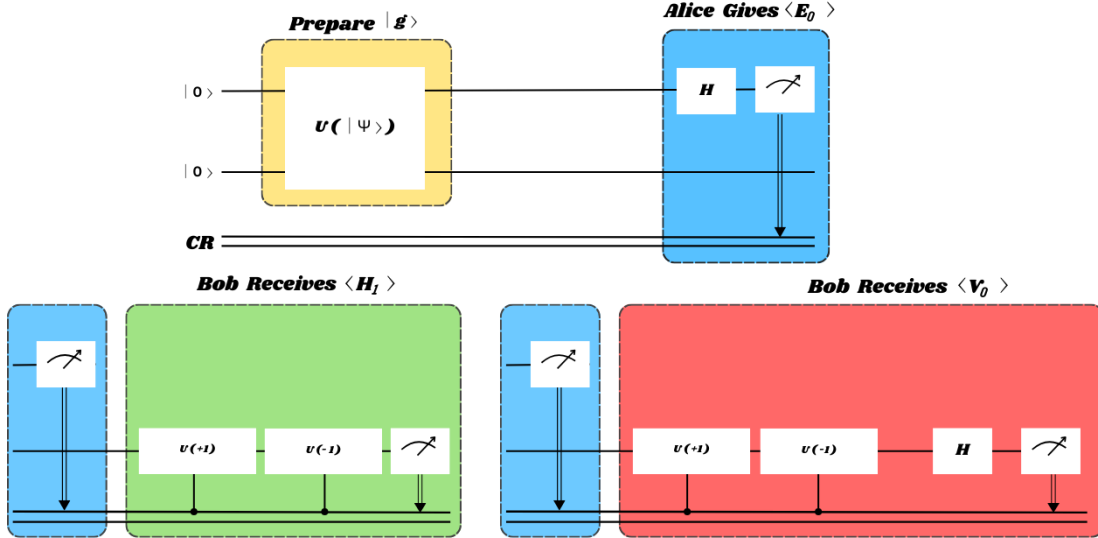 Prepare | g⟩
Alice Gives ⟨E₀⟩
| 0 ⟩
H
U( | Ψ ⟩ )
| 0 ⟩
CR
Bob Receives ⟨H₁⟩
Bob Receives ⟨V₀⟩
U(+1)
U(-1)
U(+1)
U(-1)
H